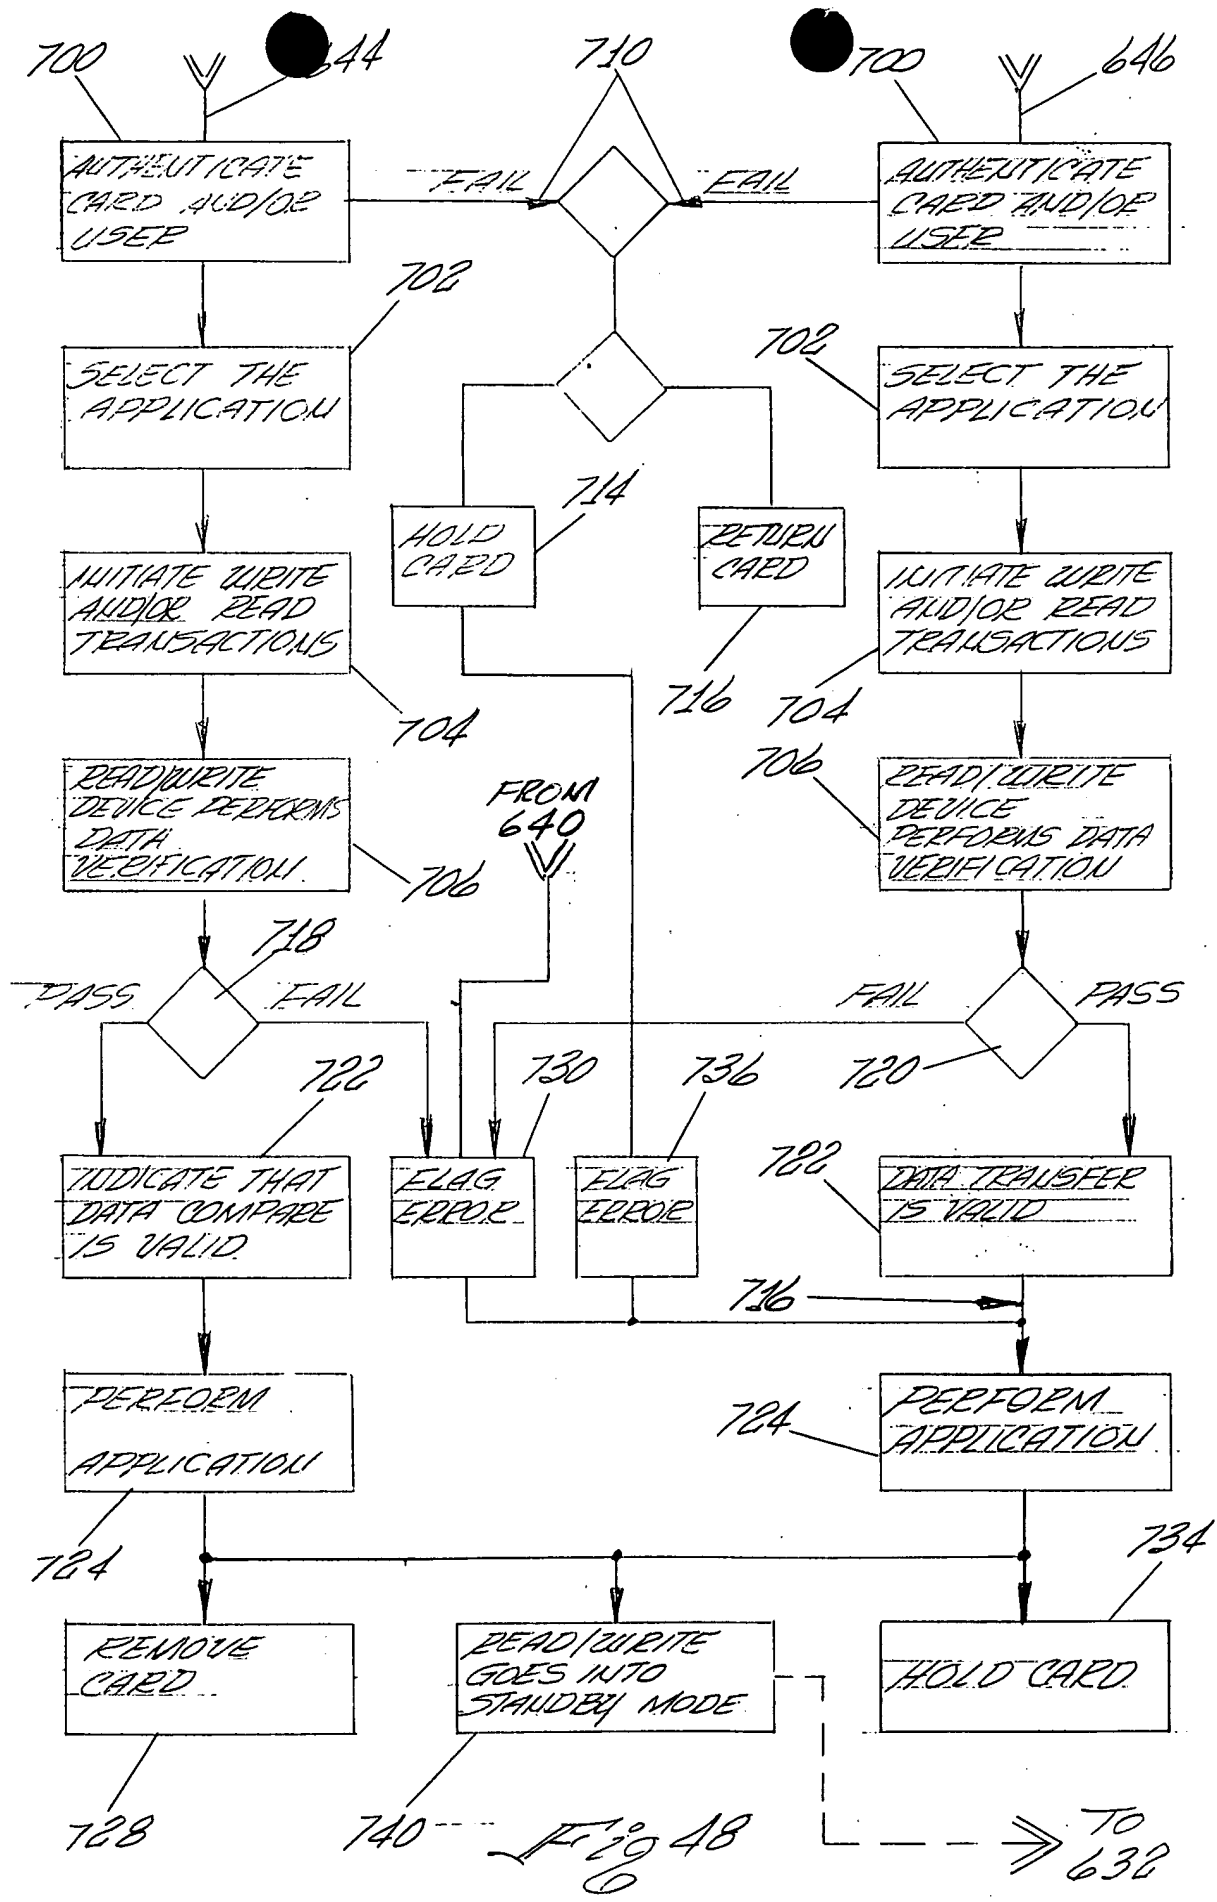 700
644
710
700
646
AUTHENTICATE
CARD AND/OR
USER
FAIL
FAIL
AUTHENTICATE
CARD AND/OR
USER
702
702
SELECT THE
APPLICATION
SELECT THE
APPLICATION
714
HOLD
CARD
RETURN
CARD
INITIATE WRITE
AND/OR READ
TRANSACTIONS
INITIATE WRITE
AND/OR READ
TRANSACTIONS
704
716
704
READ/WRITE
DEVICE PERFORMS
DATA
VERIFICATION
706
FROM
640
706
READ/WRITE
DEVICE
PERFORMS DATA
VERIFICATION
718
PASS
FAIL
FAIL
PASS
722
730
736
720
INDICATE THAT
DATA COMPARE
IS VALID
FLAG
ERROR
FLAG
ERROR
722
DATA TRANSFER
IS VALID
716
PERFORM
APPLICATION
724
PERFORM
APPLICATION
724
734
REMOVE
CARD
READ/WRITE
GOES INTO
STANDBY MODE
HOLD CARD
728
740
Fig 48
TO
632